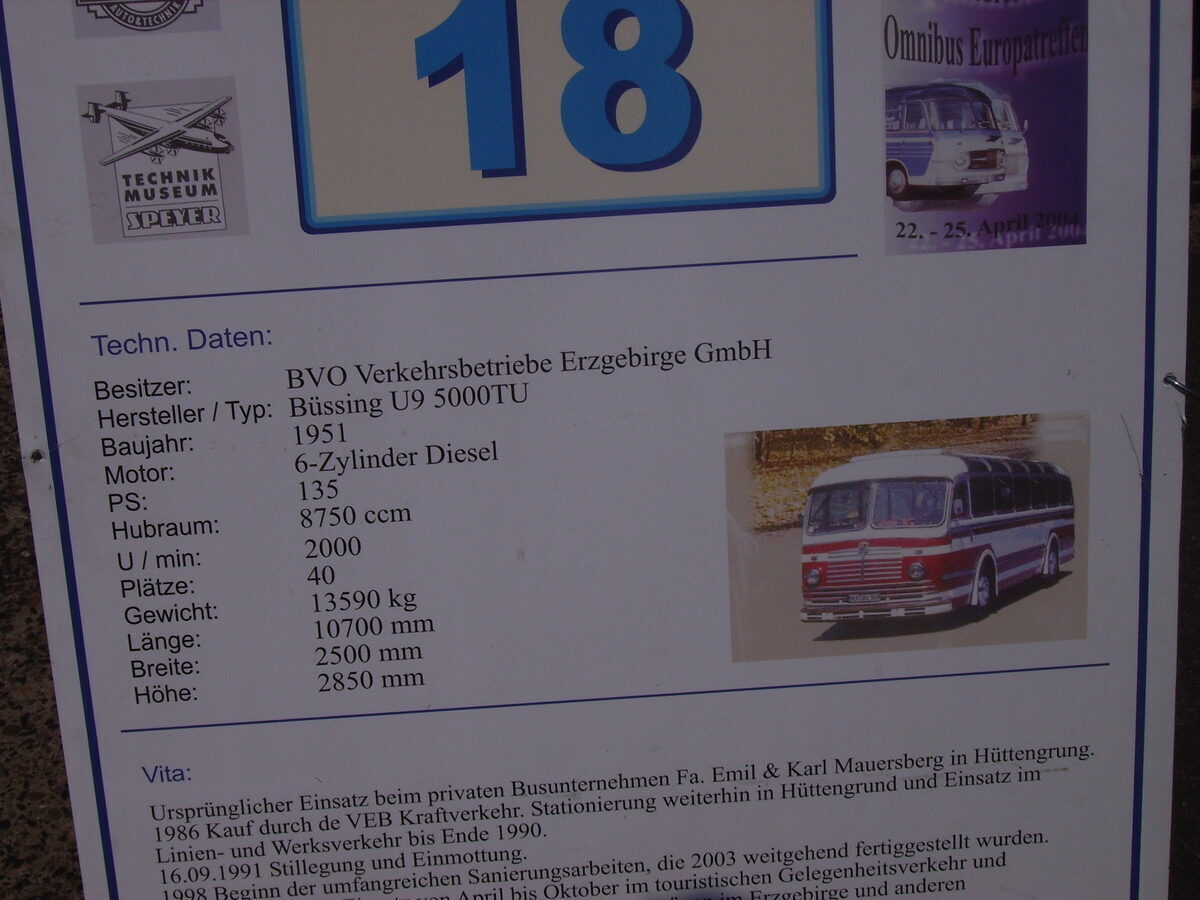 AUTO & TECHNIK
18
Omnibus Europatreffen
22. - 25. April 2004
TECHNIK
MUSEUM
SPEYER
Techn. Daten:
Besitzer: BVO Verkehrsbetriebe Erzgebirge GmbH
Hersteller / Typ: Büssing U9 5000TU
Baujahr: 1951
Motor: 6-Zylinder Diesel
PS: 135
Hubraum: 8750 ccm
U / min: 2000
Plätze: 40
Gewicht: 13590 kg
Länge: 10700 mm
Breite: 2500 mm
Höhe: 2850 mm
Vita:
Ursprünglicher Einsatz beim privaten Busunternehmen Fa. Emil & Karl Mauersberg in Hüttengrung.
1986 Kauf durch de VEB Kraftverkehr. Stationierung weiterhin in Hüttengrund und Einsatz im
Linien- und Werksverkehr bis Ende 1990.
16.09.1991 Stillegung und Einmottung.
1998 Beginn der umfangreichen Sanierungsarbeiten, die 2003 weitgehend fertiggestellt wurden.
von April bis Oktober im touristischen Gelegenheitsverkehr und
im Erzgebirge und anderen